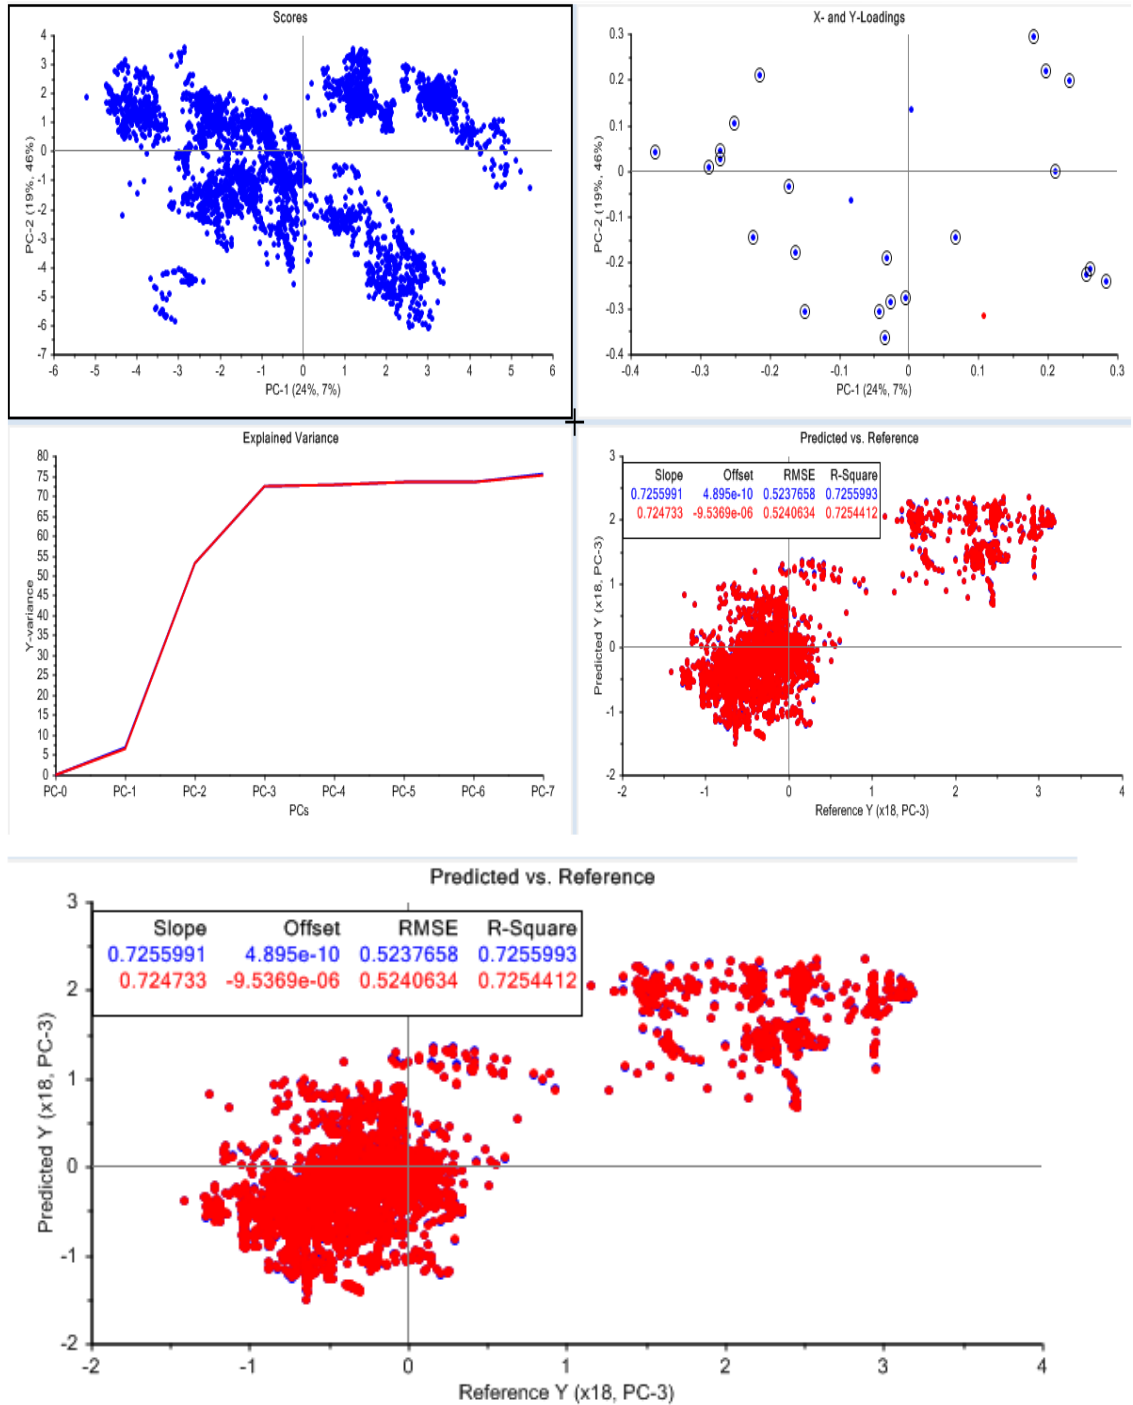 Scores
4
3
2
1
0
-1
-2
-3
-4
-5
-6
-7
PC-2 (19%, 46%)
-6 -5 -4 -3 -2 -1 0 1 2 3 4 5 6
PC-1 (24%, 7%)
X- and Y-Loadings
0.3
0.2
0.1
0
-0.1
-0.2
-0.3
-0.4
PC-2 (19%, 46%)
-0.4 -0.3 -0.2 -0.1 0 0.1 0.2 0.3
PC-1 (24%, 7%)
Explained Variance
80
75
70
65
60
55
50
45
40
35
30
25
20
15
10
5
0
Y-variance
PC-0 PC-1 PC-2 PC-3 PC-4 PC-5 PC-6 PC-7
PCs
Predicted vs. Reference
Slope Offset RMSE R-Square
0.7255991 4.895e-10 0.5237658 0.7255993
0.724733 -9.5369e-06 0.5240634 0.7254412
3
2
1
0
-1
-2
Predicted Y (x18, PC-3)
-2 -1 0 1 2 3 4
Reference Y (x18, PC-3)
Predicted vs. Reference
Slope Offset RMSE R-Square
0.7255991 4.895e-10 0.5237658 0.7255993
0.724733 -9.5369e-06 0.5240634 0.7254412
3
2
1
0
-1
-2
Predicted Y (x18, PC-3)
-2 -1 0 1 2 3 4
Reference Y (x18, PC-3)